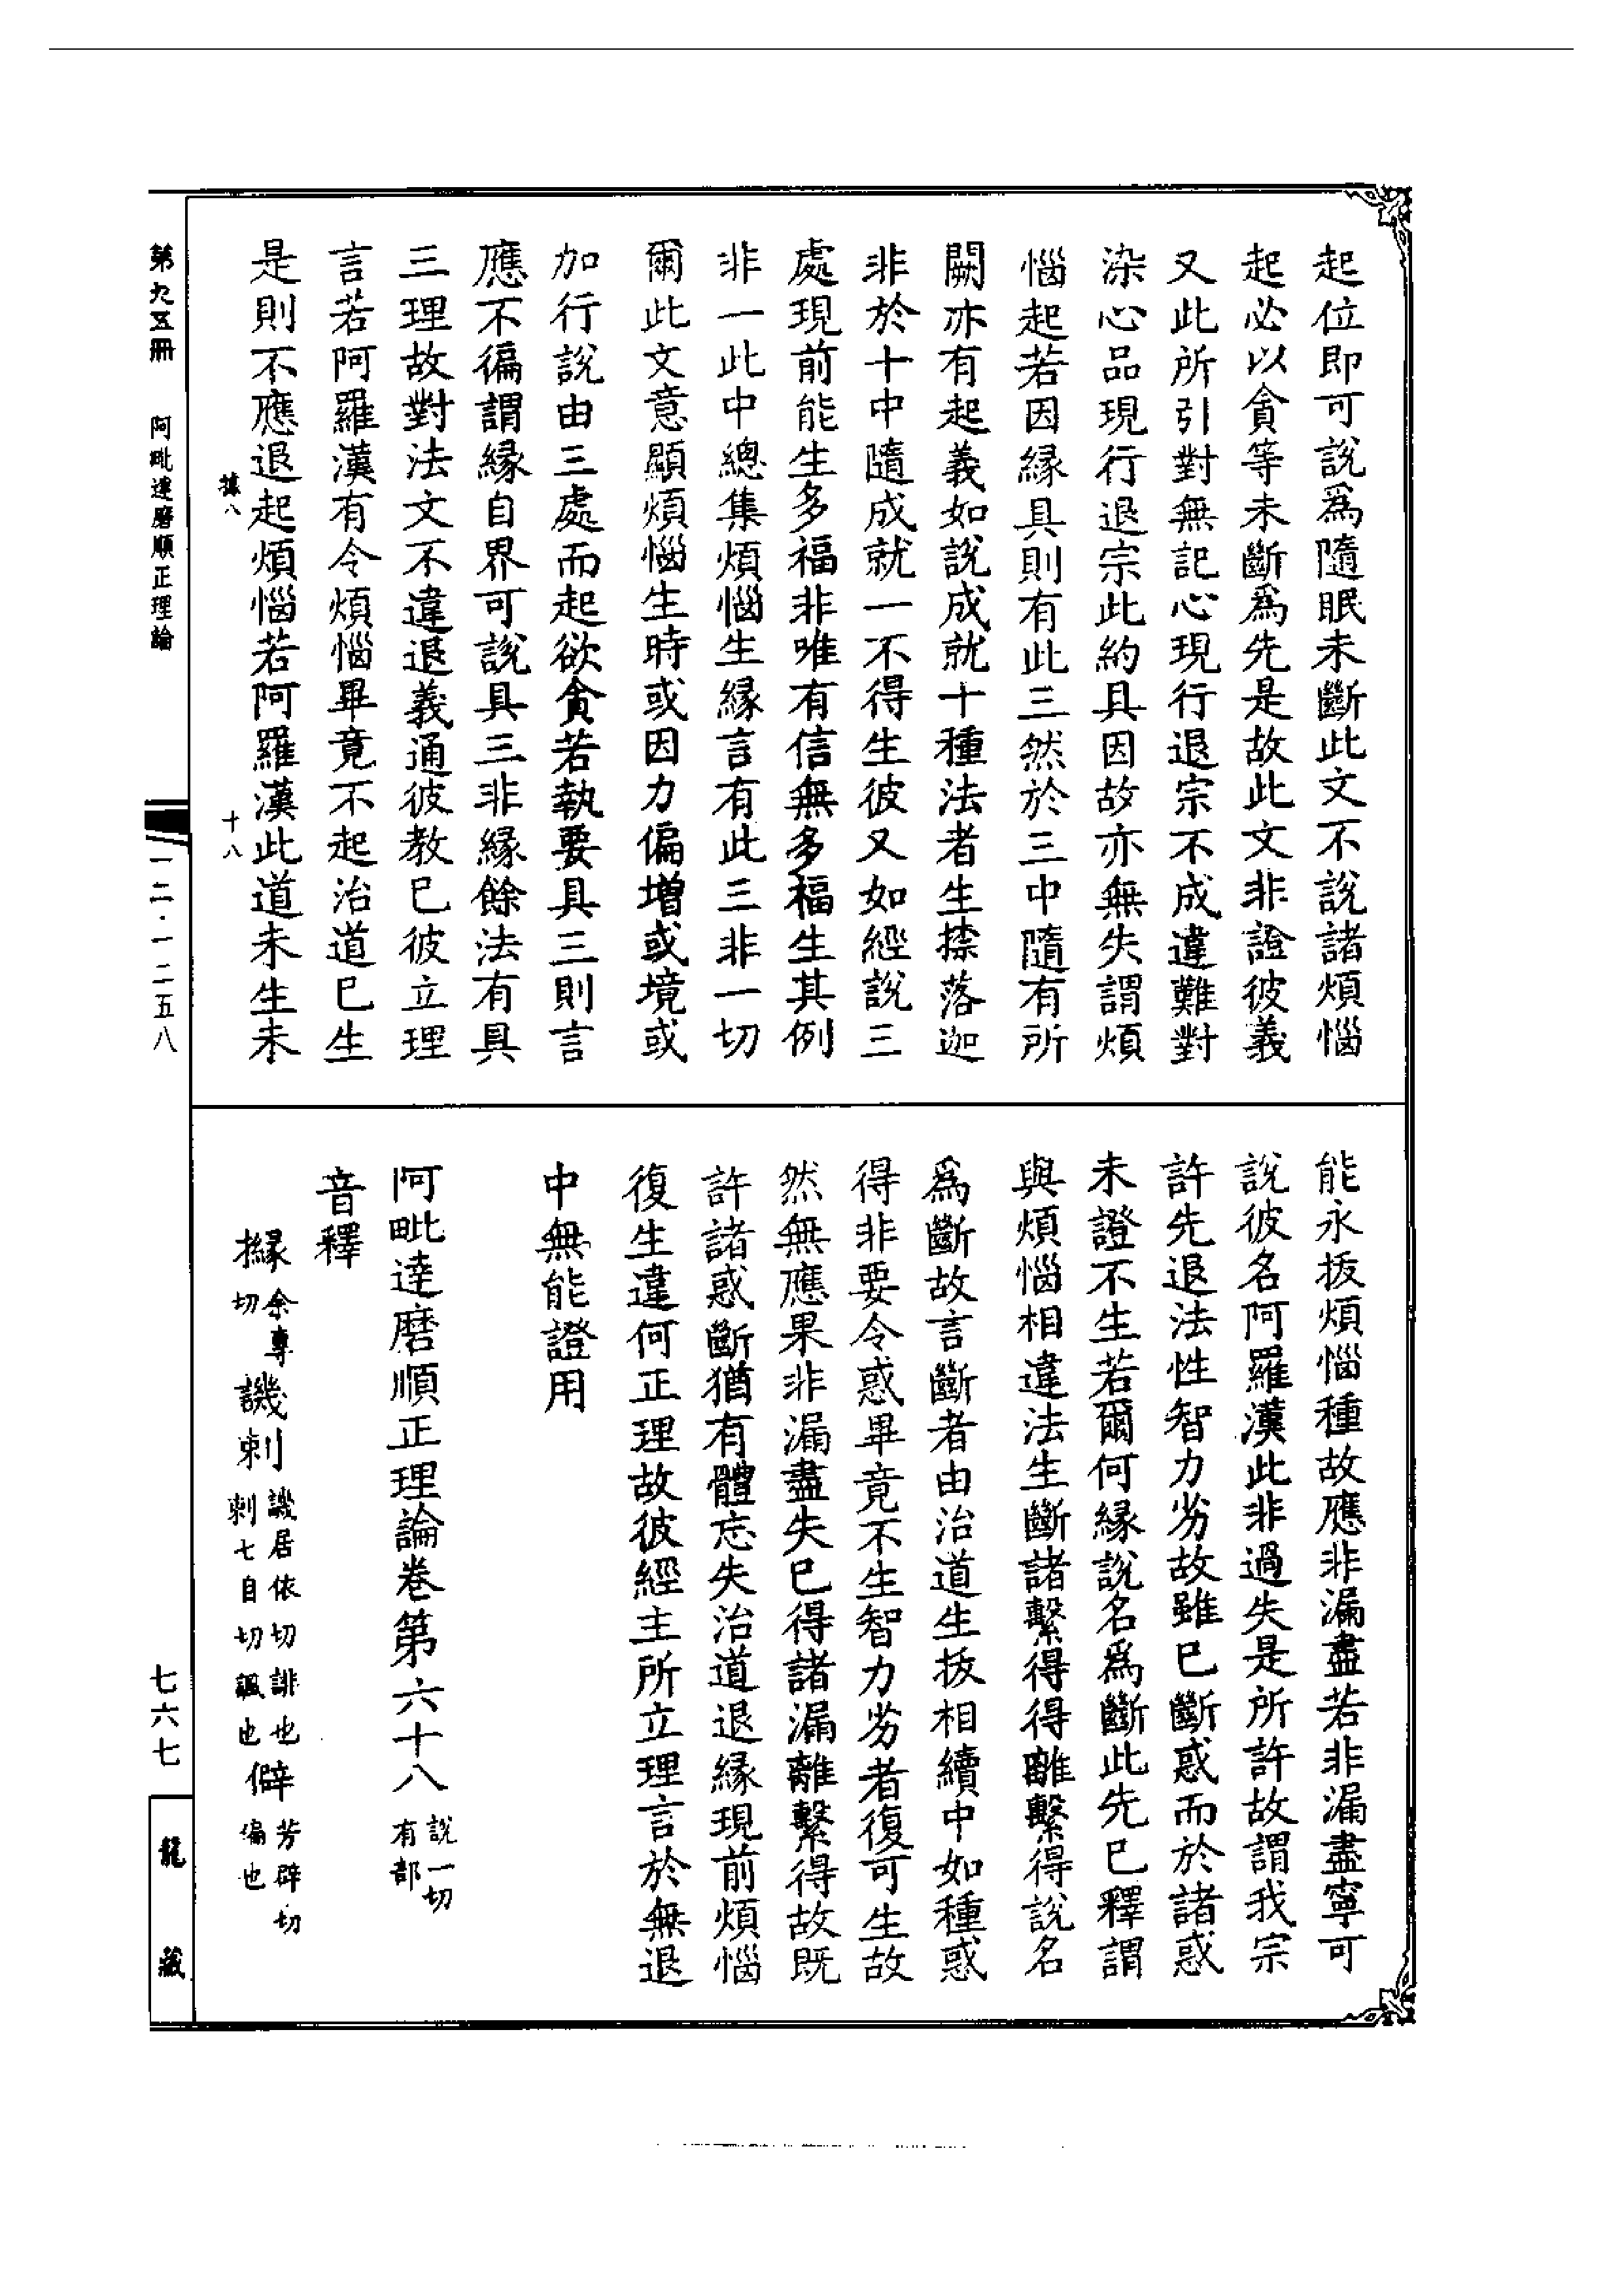 起位即可說爲隨眠未斷此文不說諸煩惱
起必以貪等未斷爲先是故此文非證彼義
又此所引對無記心現行退宗不成違難對
染心品現行退宗此約具因故亦無失謂煩
惱起若因緣具則有此三然於三中隨有所
闕亦有起義如說成就十種法者生㮈落迦
非於十中隨成就一不得生彼又如經說三
處現前能生多福非唯有信無多福生其例
非一此中總集煩惱生緣言有此三非一切
爾此文意顯煩惱生時或因力偏增或境或
加行說由三處而起欲貪若執要具三則言
應不徧謂緣自界可說具三非緣餘法有具
三理故對法文不違退義通彼教已彼立理
言若阿羅漢有令煩惱畢竟不起治道已生
是則不應退起煩惱若阿羅漢此道未生未
能永拔煩惱種故應非漏盡若非漏盡寧可
說彼名阿羅漢此非過失是所許故謂我宗
許先退法性智力劣故雖已斷惑而於諸惑
未證不生若爾何緣說名爲斷此先已釋謂
與煩惱相違法生斷諸繫得得離繫得說名
爲斷故言斷者由治道生拔相續中如種惑
得非要令惑畢竟不生智力劣者復可生故
然無應果非漏盡失已得諸漏離繫得故既
許諸惑斷猶有體忘失治道退緣現前煩惱
復生違何正理故彼經主所立理言於無退
中無能證用
阿毗達磨順正理論卷第六十八 說一切有部
音釋
㨕 余專切 譏刺 譏居依切誹也刺七自切諷也 僻 芳辟切偏也
據八 十八
第九五冊 阿毗達磨順正理論 一二·一二五八 七六七 龍藏